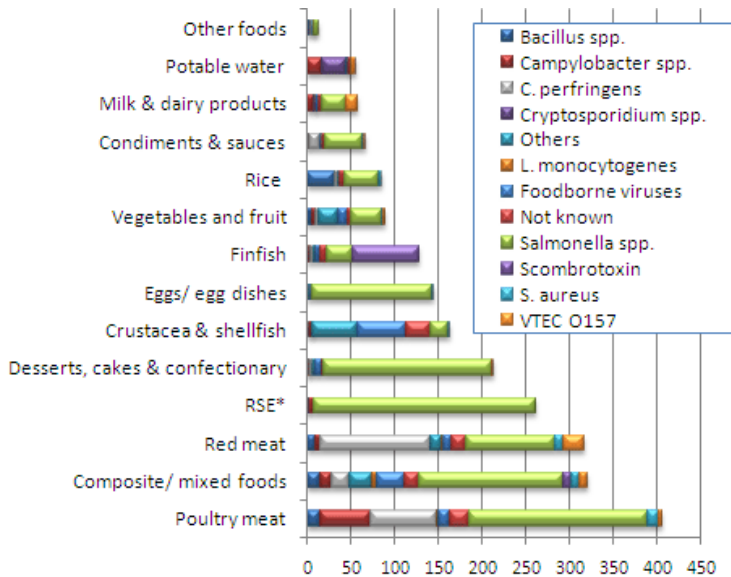 Other foods
Potable water
Milk & dairy products
Condiments & sauces
Rice
Vegetables and fruit
Finfish
Eggs/ egg dishes
Crustacea & shellfish
Desserts, cakes & confectionary
RSE*
Red meat
Composite/ mixed foods
Poultry meat
0 50 100 150 200 250 300 350 400 450
Bacillus spp.
Campylobacter spp.
C. perfringens
Cryptosporidium spp.
Others
L. monocytogenes
Foodborne viruses
Not known
Salmonella spp.
Scombrotoxin
S. aureus
VTEC O157